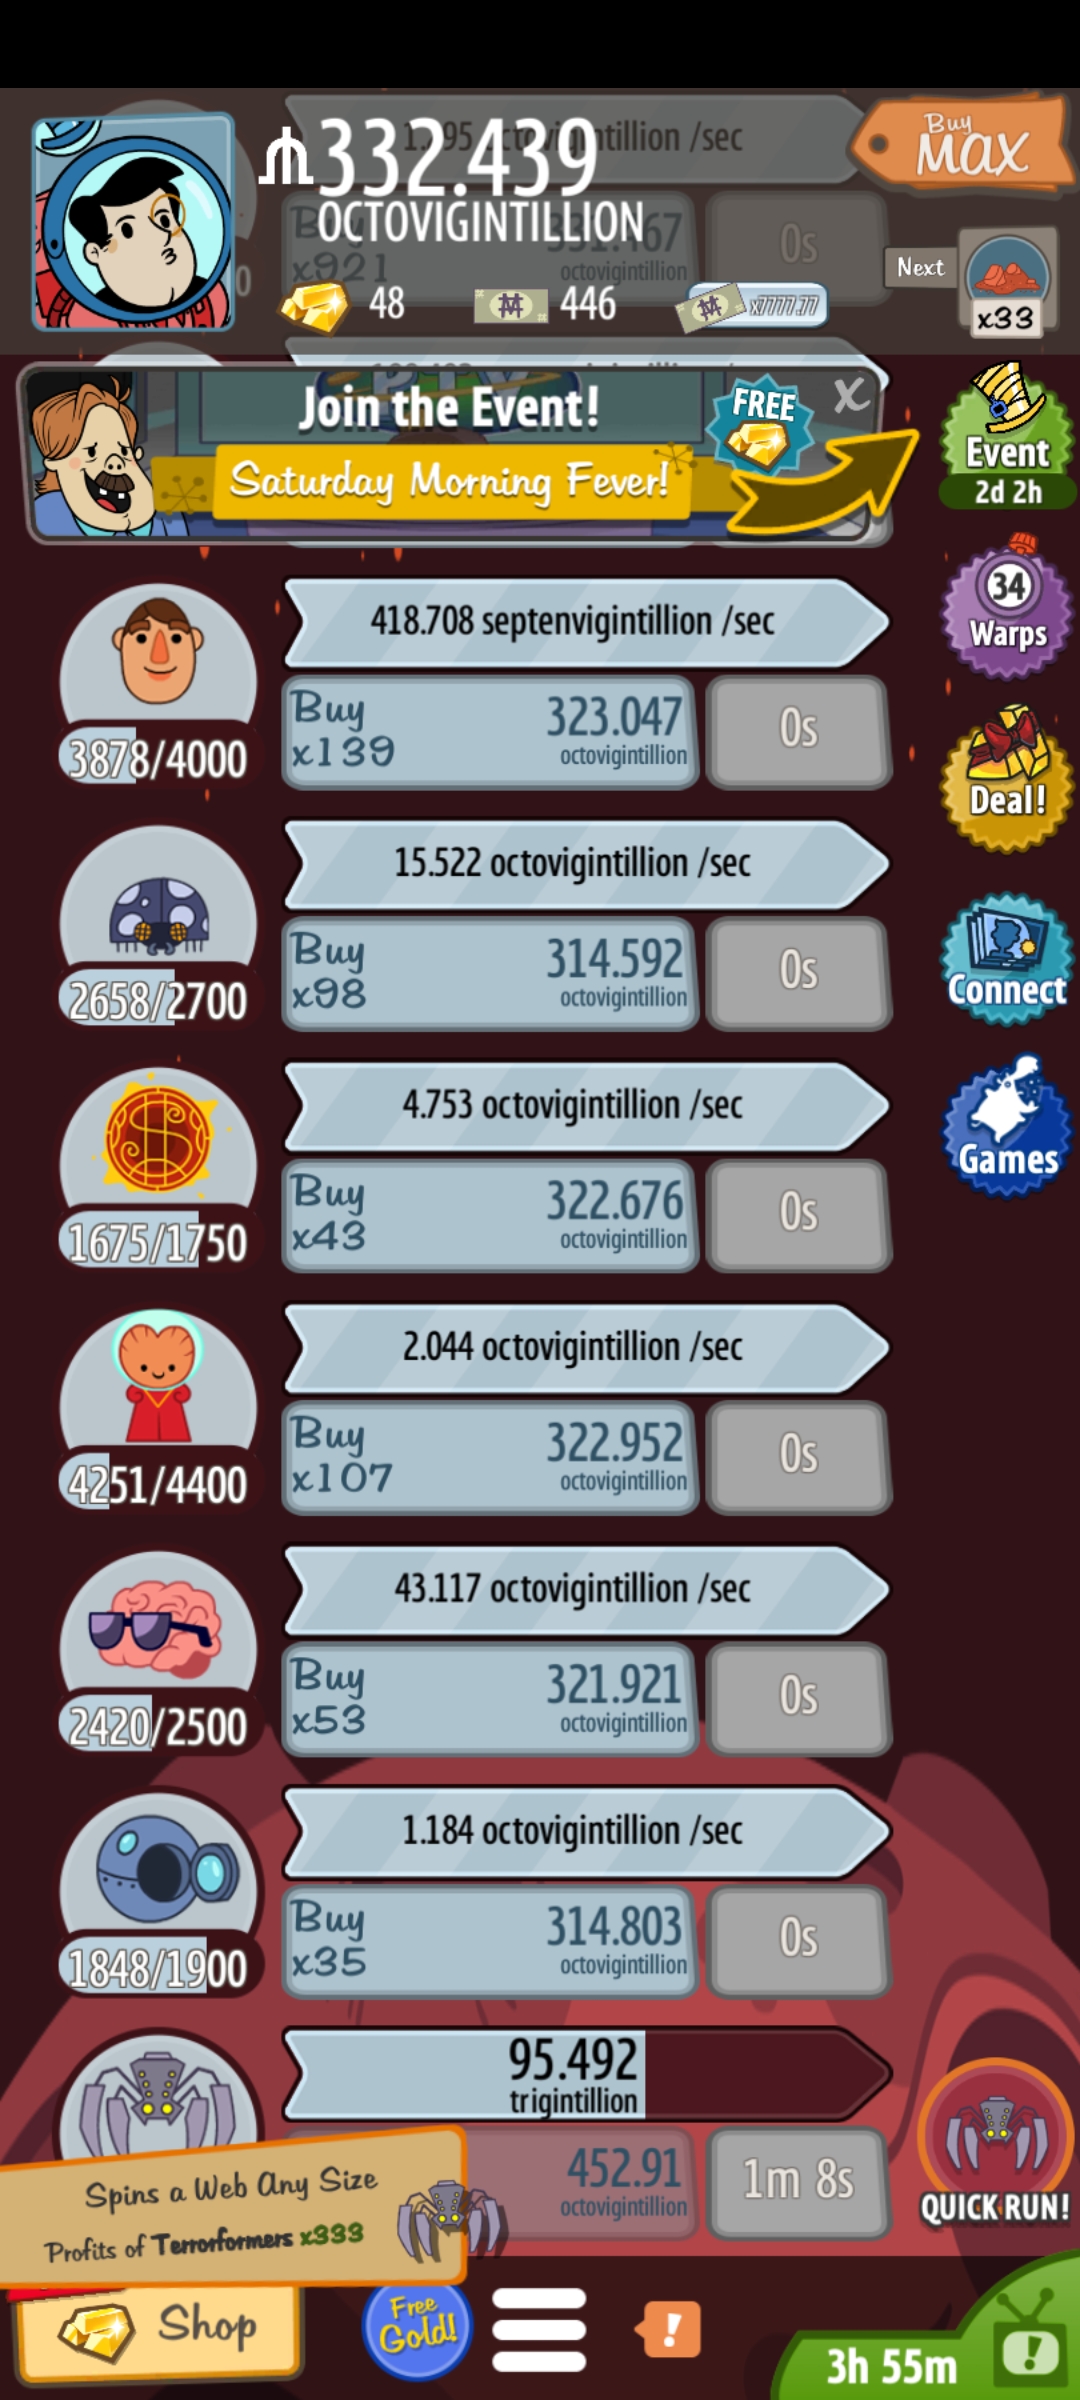 332.439
OCTOVIGINTILLION
48
446
x7777.77
/sec
Buy
MAX
x921
octovigintillion
0s
Next
x33
Join the Event!
Saturday Morning Fever!
FREE
X
Event
2d 2h
418.708 septenvigintillion /sec
3878/4000
Buy
x139
323.047
octovigintillion
0s
34
Warps
15.522 octovigintillion /sec
2658/2700
Buy
x98
314.592
octovigintillion
0s
Deal!
4.753 octovigintillion /sec
1675/1750
Buy
x43
322.676
octovigintillion
0s
Connect
Games
2.044 octovigintillion /sec
4251/4400
Buy
x107
322.952
octovigintillion
0s
43.117 octovigintillion /sec
2420/2500
Buy
x53
321.921
octovigintillion
0s
1.184 octovigintillion /sec
1848/1900
Buy
x35
314.803
octovigintillion
0s
95.492
trigintillion
452.91
octovigintillion
1m 8s
QUICK RUN!
Spins a Web Any Size
Profits of Terrorformers x333
Shop
Free
Gold!
!
3h 55m
!